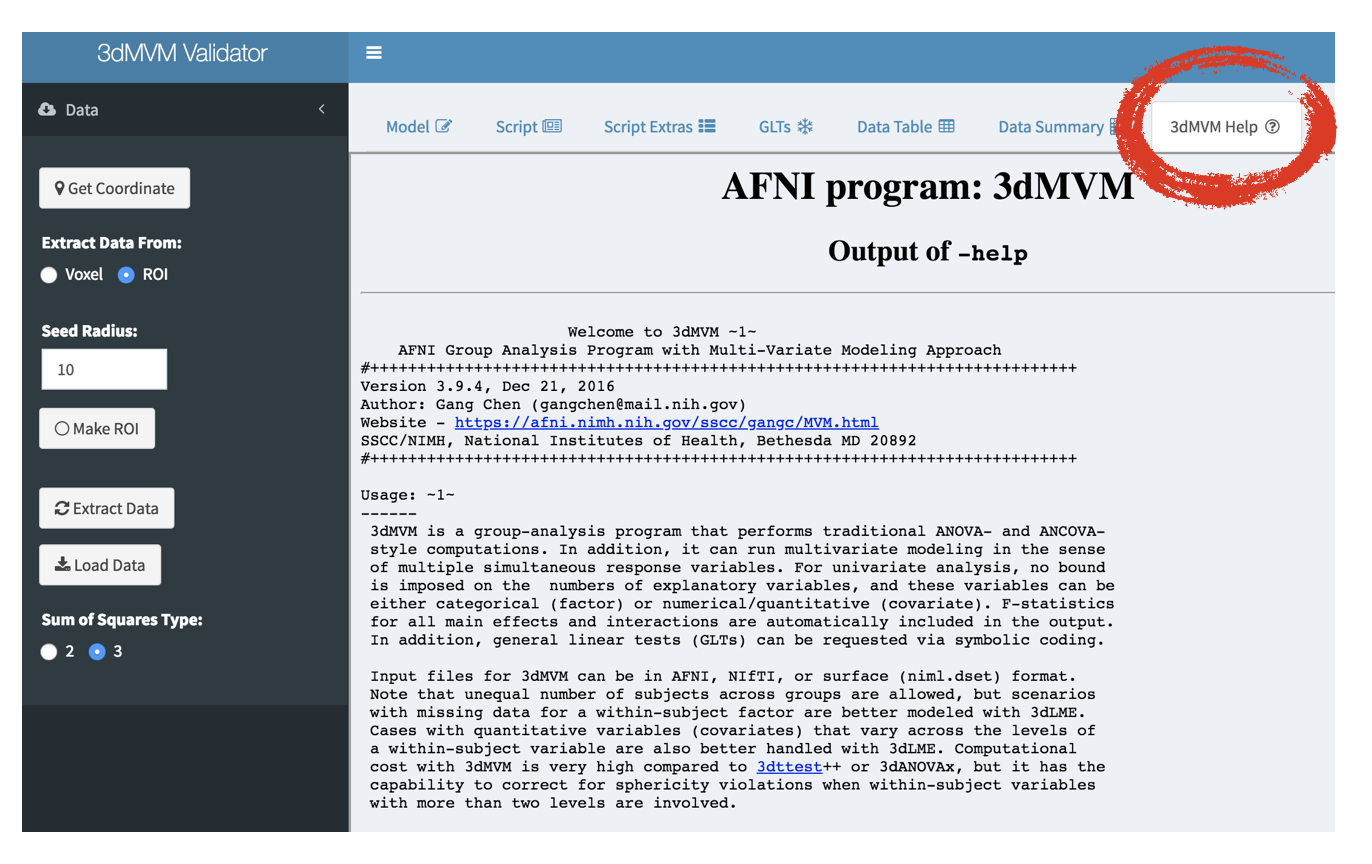 3dMVM Validator
Data
Get Coordinate
Extract Data From:
Voxel ROI
Seed Radius:
10
Make ROI
Extract Data
Load Data
Sum of Squares Type:
2 3
Model Script Script Extras GLTs Data Table Data Summary 3dMVM Help
AFNI program: 3dMVM
Output of -help
Welcome to 3dMVM ~1~
AFNI Group Analysis Program with Multi-Variate Modeling Approach
#++++++++++++++++++++++++++++++++++++++++++++++++++++++++++++++++++++++++++
Version 3.9.4, Dec 21, 2016
Author: Gang Chen (gangchen@mail.nih.gov)
Website - https://afni.nimh.nih.gov/sscc/gangc/MVM.html
SSCC/NIMH, National Institutes of Health, Bethesda MD 20892
#++++++++++++++++++++++++++++++++++++++++++++++++++++++++++++++++++++++++++
Usage: ~1~
------
3dMVM is a group-analysis program that performs traditional ANOVA- and ANCOVA-
style computations. In addition, it can run multivariate modeling in the sense
of multiple simultaneous response variables. For univariate analysis, no bound
is imposed on the  numbers of explanatory variables, and these variables can be
either categorical (factor) or numerical/quantitative (covariate). F-statistics
for all main effects and interactions are automatically included in the output.
In addition, general linear tests (GLTs) can be requested via symbolic coding.
Input files for 3dMVM can be in AFNI, NIfTI, or surface (niml.dset) format.
Note that unequal number of subjects across groups are allowed, but scenarios
with missing data for a within-subject factor are better modeled with 3dLME.
Cases with quantitative variables (covariates) that vary across the levels of
a within-subject variable are also better handled with 3dLME. Computational
cost with 3dMVM is very high compared to 3dttest++ or 3dANOVAx, but it has the
capability to correct for sphericity violations when within-subject variables
with more than two levels are involved.